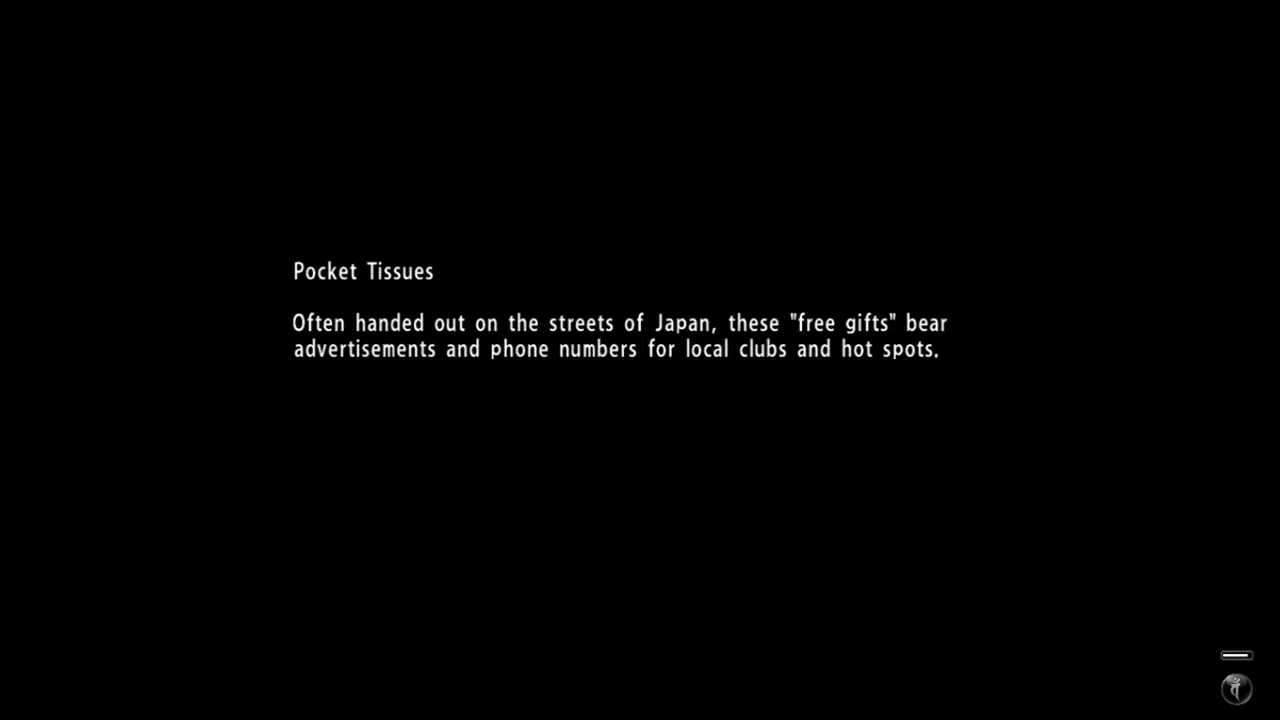 Pocket Tissues
Often handed out on the streets of Japan, these "free gifts" bear
advertisements and phone numbers for local clubs and hot spots.